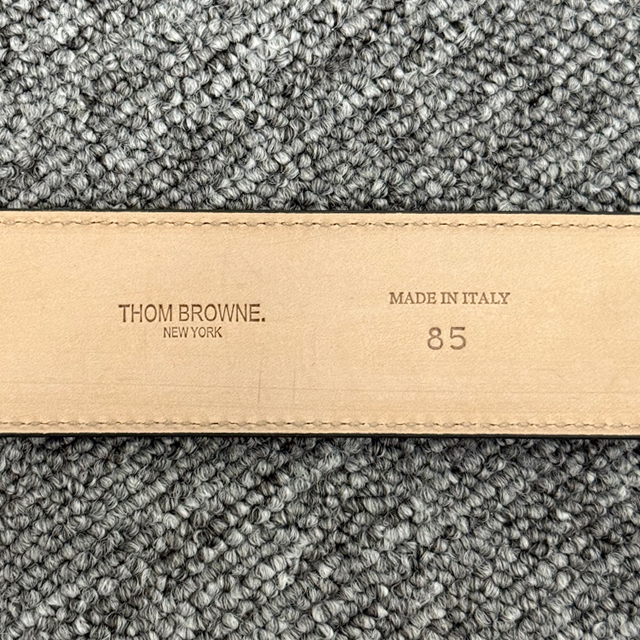 THOM BROWNE.
NEW YORK
MADE IN ITALY
85